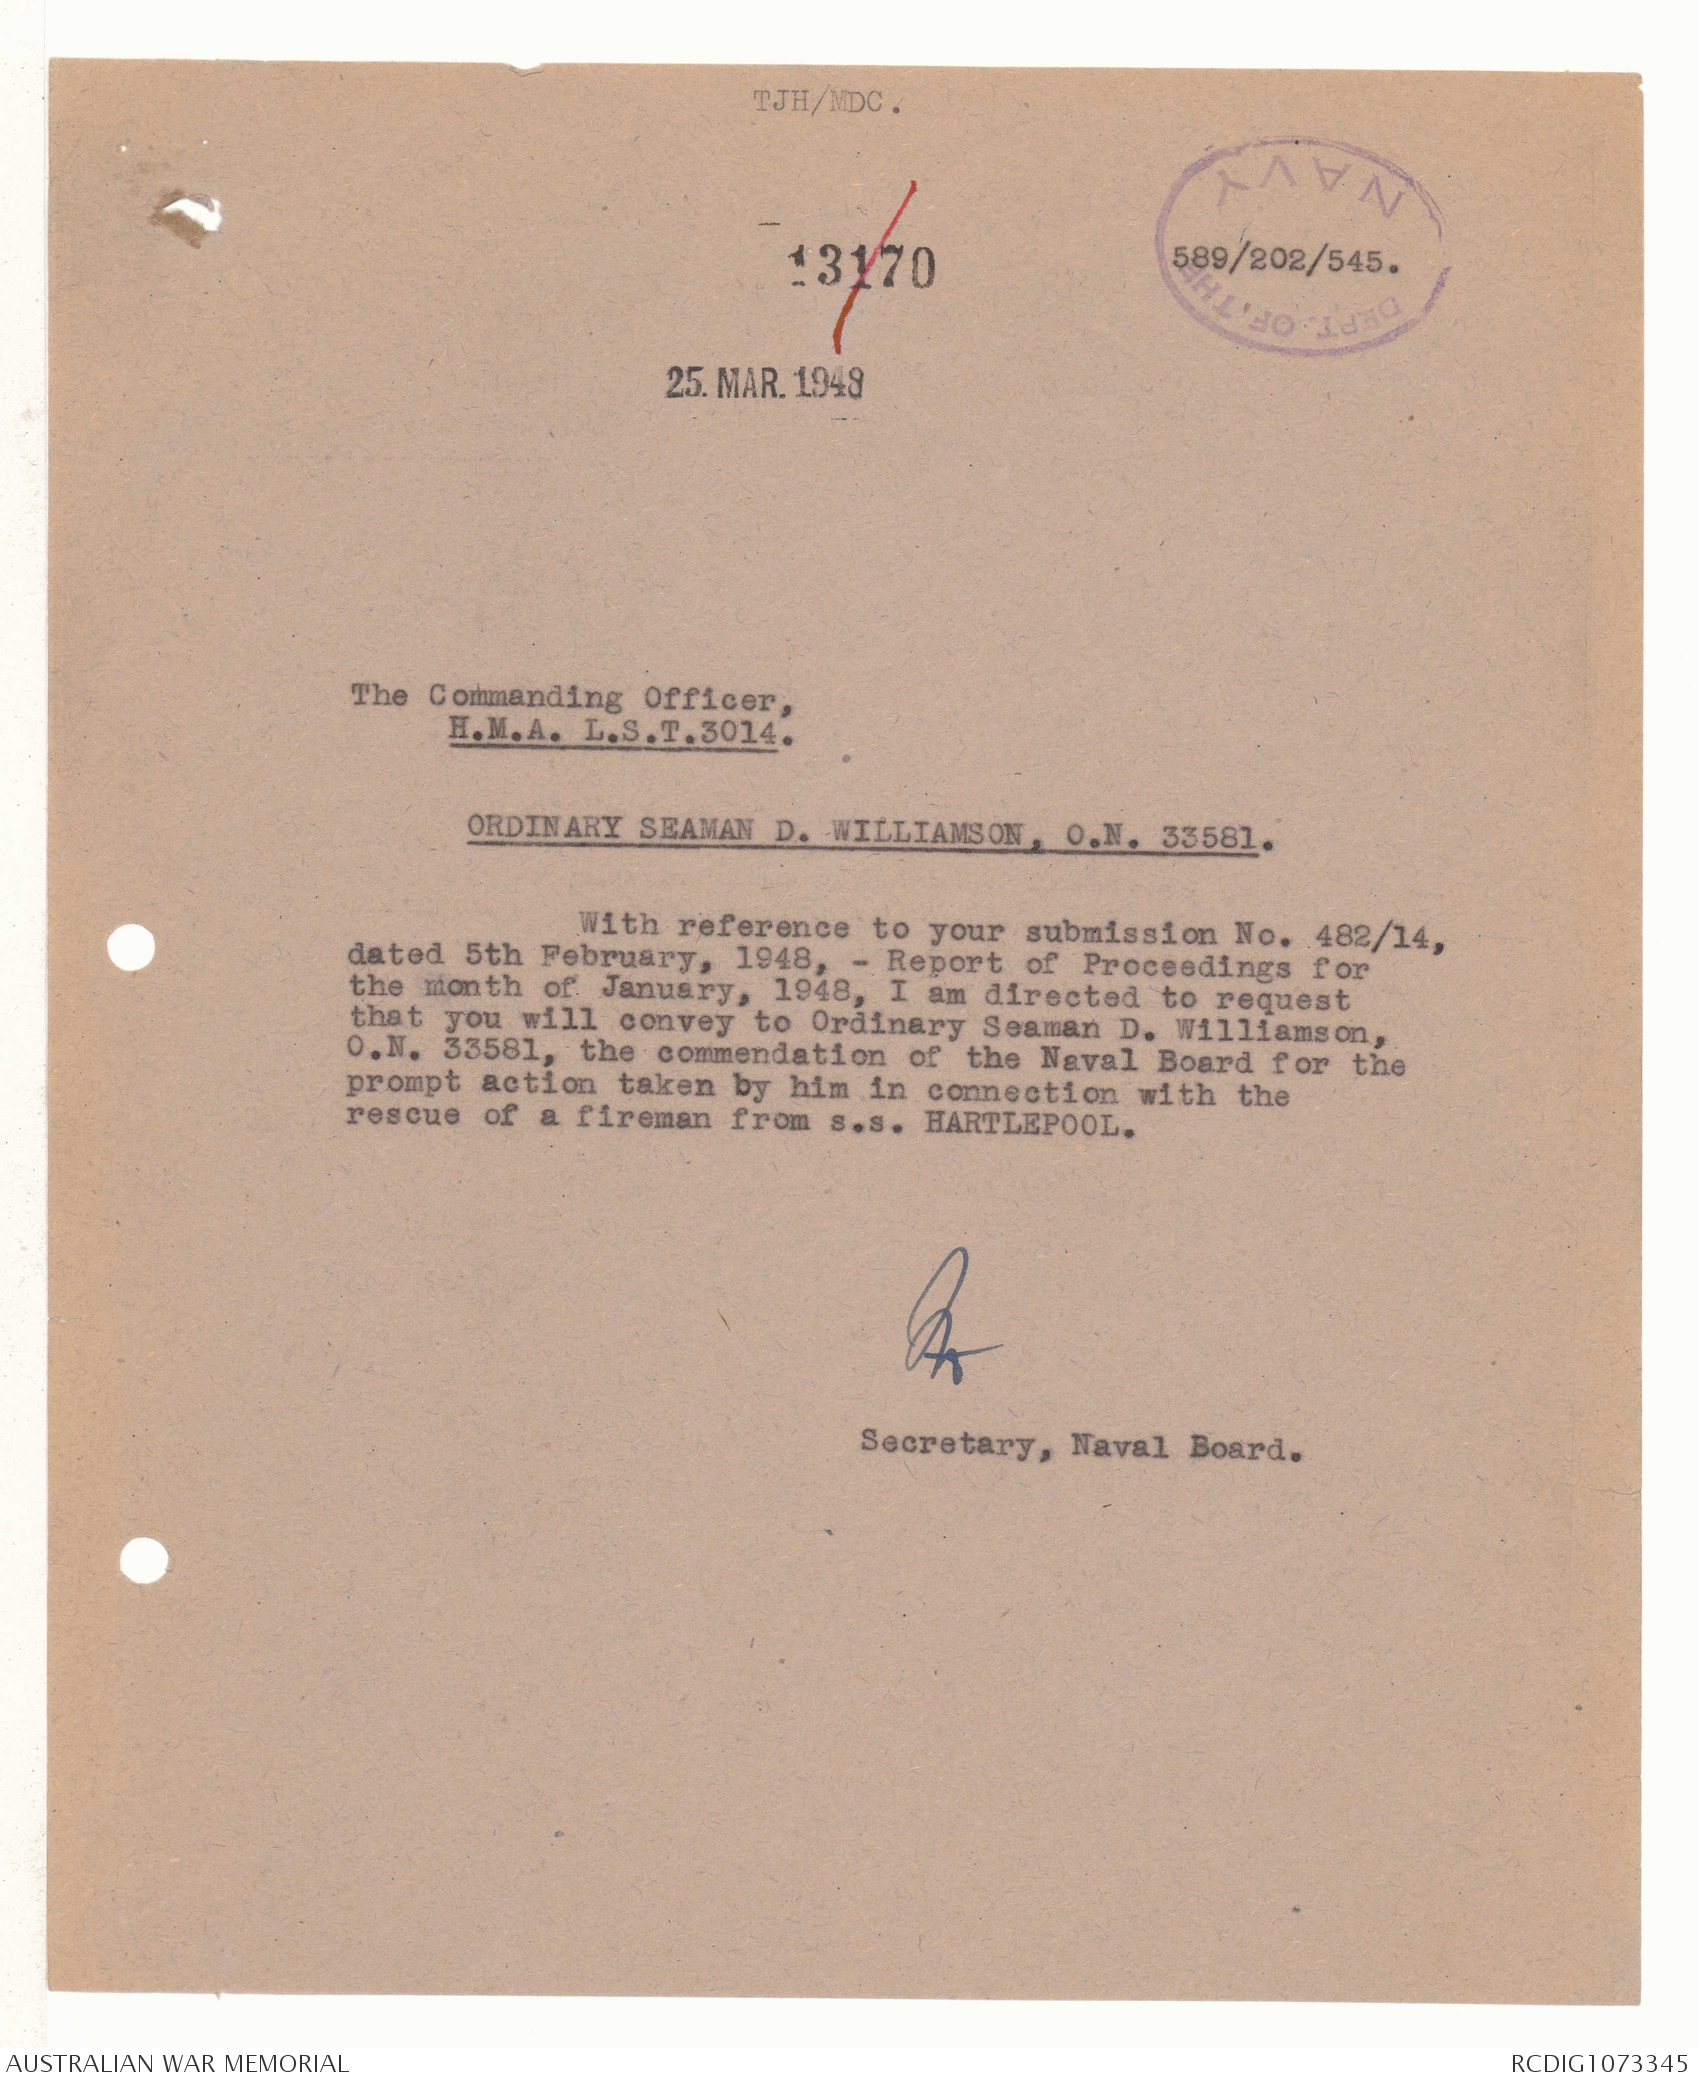 TJH/MDC.
NAVY
589/202/545.
DEPT. OF THE
13170
25. MAR. 1948
The Commanding Officer,
H.M.A. L.S.T.3014.
ORDINARY SEAMAN D. WILLIAMSON, O.N. 33581.
With reference to your submission No. 482/14,
dated 5th February, 1948, - Report of Proceedings for
the month of January, 1948, I am directed to request
that you will convey to Ordinary Seaman D. Williamson,
O.N. 33581, the commendation of the Naval Board for the
prompt action taken by him in connection with the
rescue of a fireman from s.s. HARTLEPOOL.
Secretary, Naval Board.
AUSTRALIAN WAR MEMORIAL
RCDIG1073345